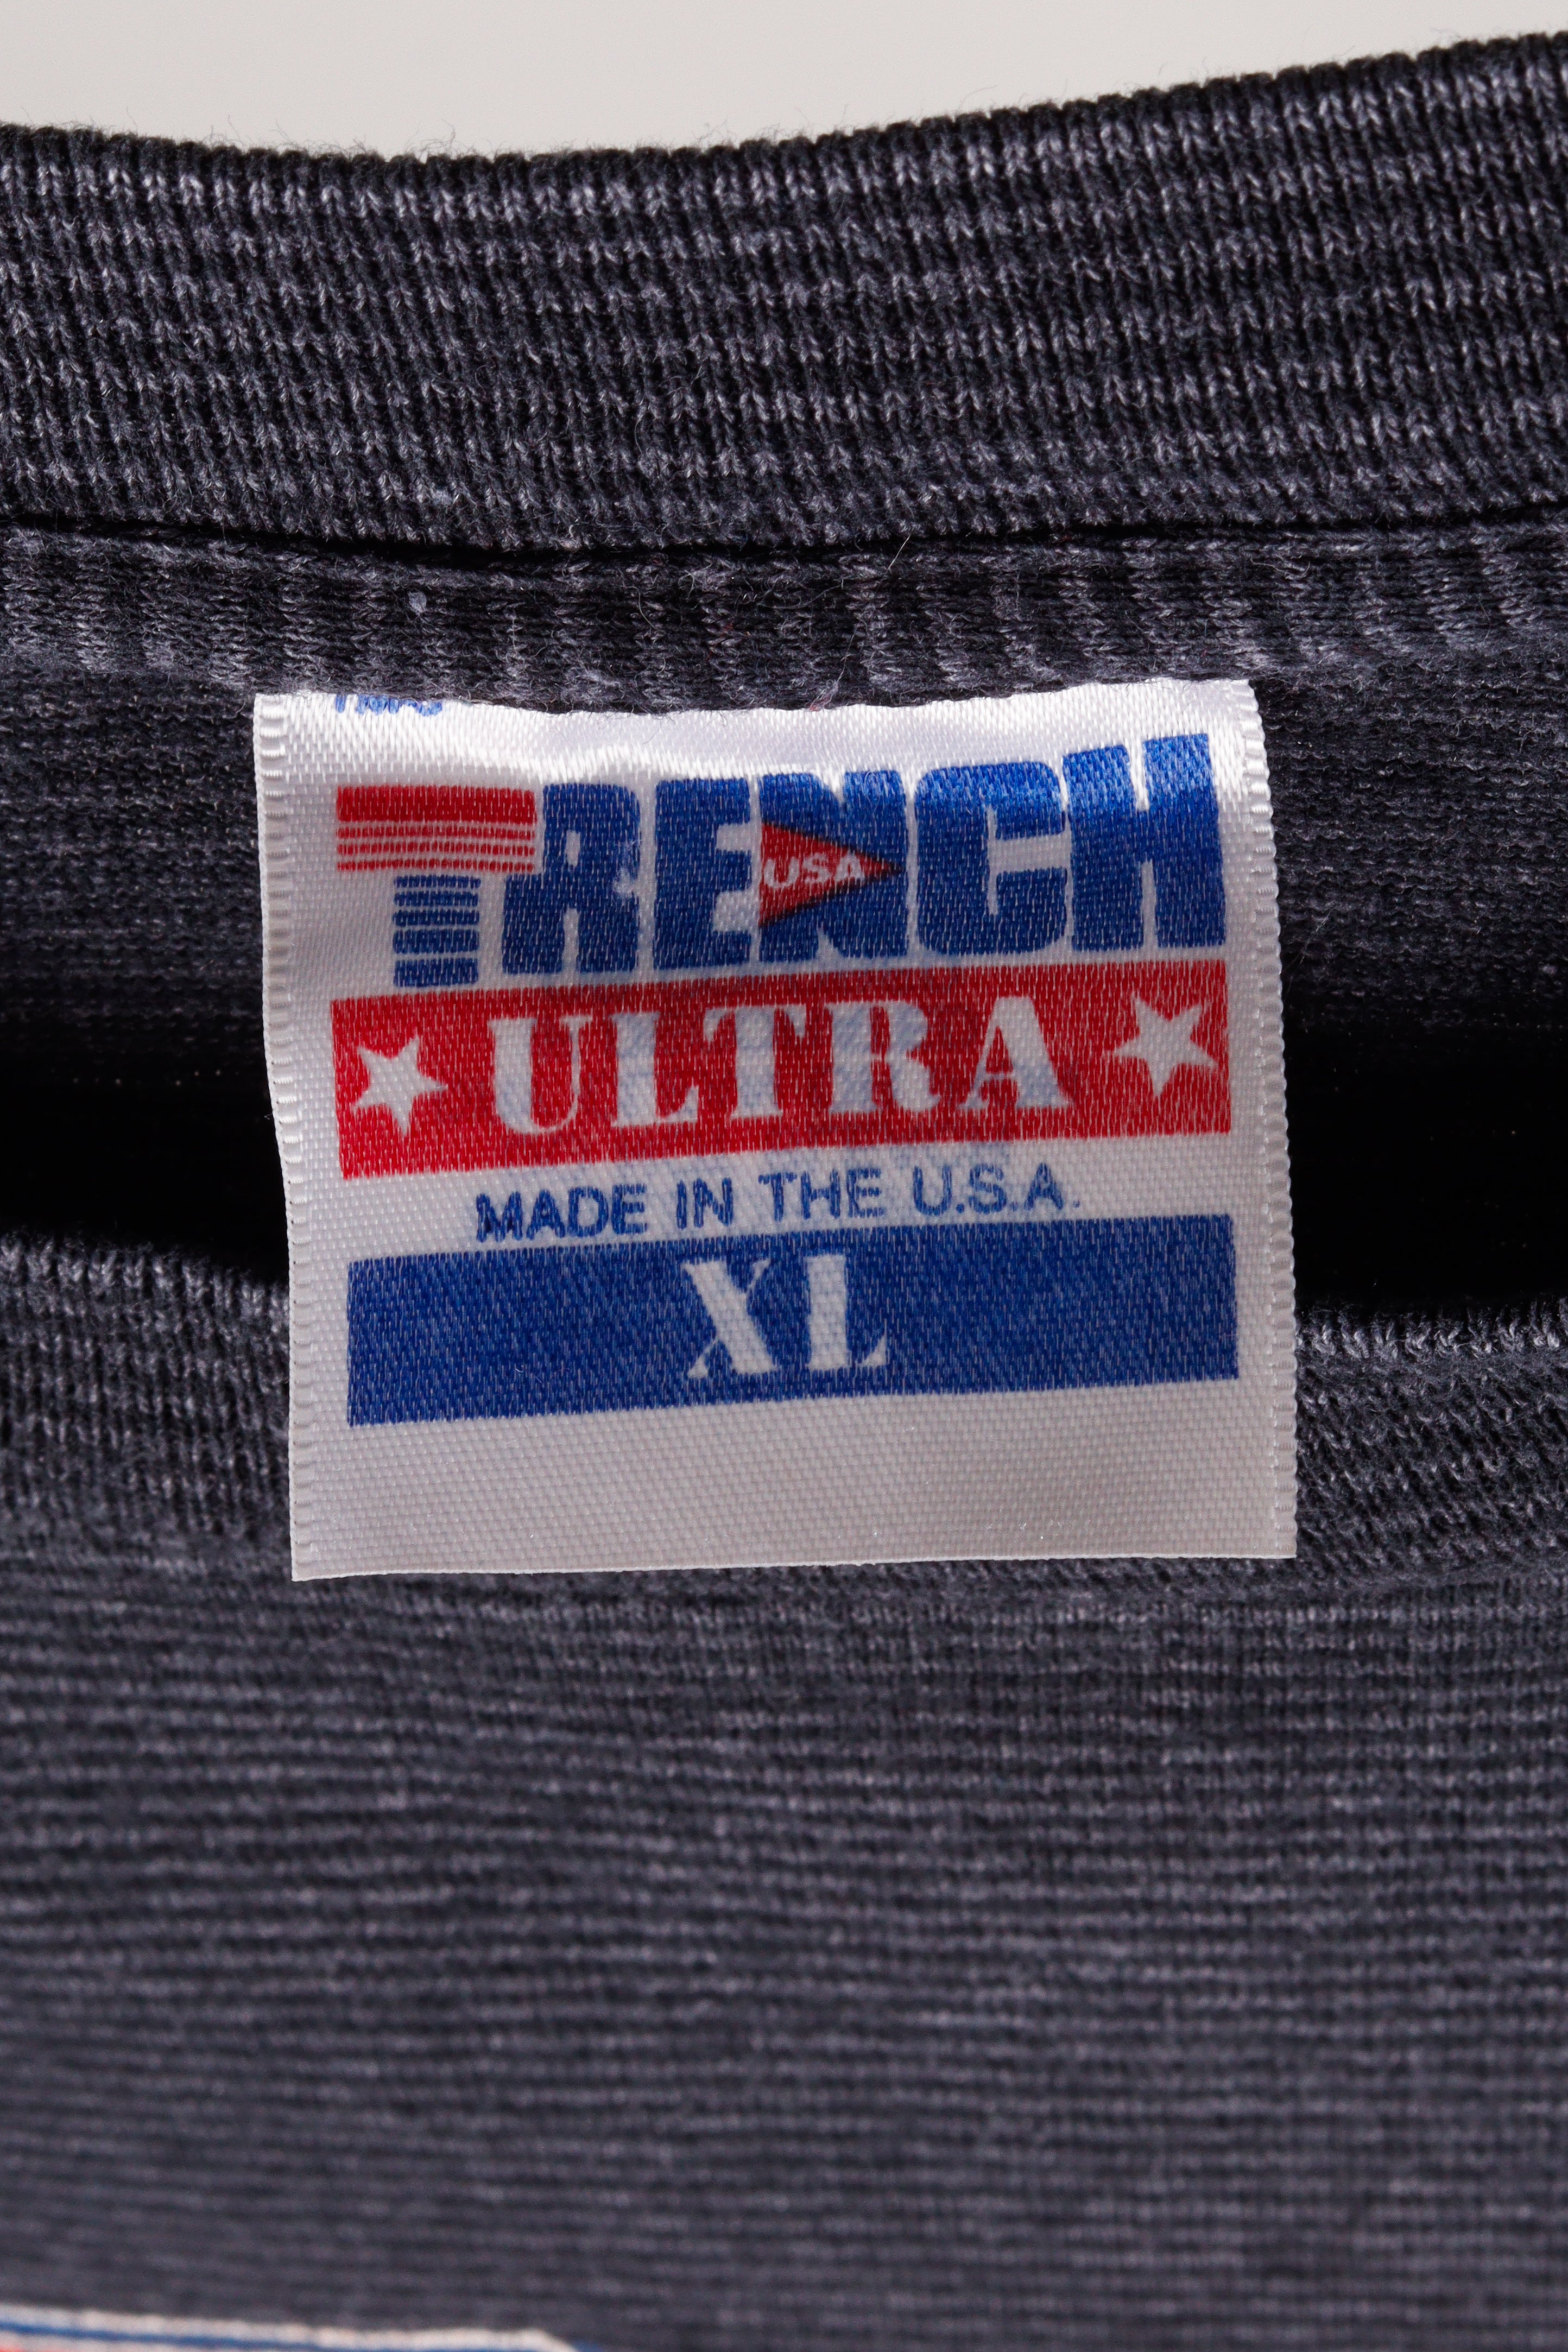 TRENCH
USA
ULTRA
MADE IN THE U.S.A.
XL